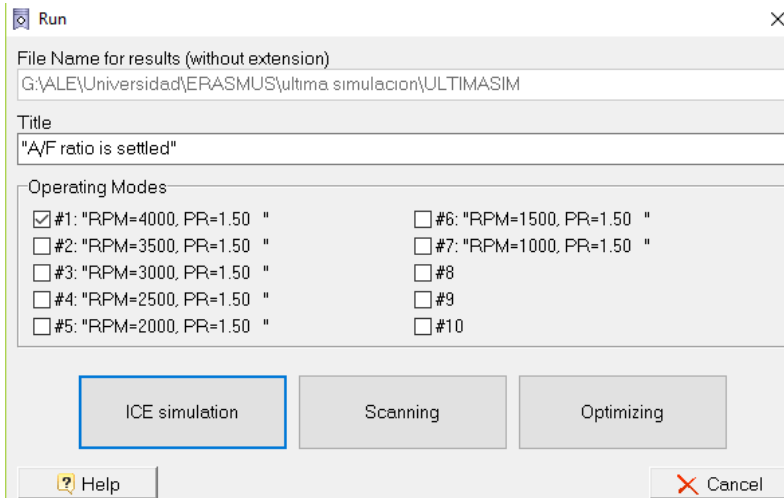 Run
File Name for results (without extension)
G:\ALE\Universidad\ERASMUS\ultima simulacion\ULTIMASIM
Title
"A/F ratio is settled"
Operating Modes
#1: "RPM=4000, PR=1.50 "
#2: "RPM=3500, PR=1.50 "
#3: "RPM=3000, PR=1.50 "
#4: "RPM=2500, PR=1.50 "
#5: "RPM=2000, PR=1.50 "
#6: "RPM=1500, PR=1.50 "
#7: "RPM=1000, PR=1.50 "
#8
#9
#10
ICE simulation
Scanning
Optimizing
Help
Cancel